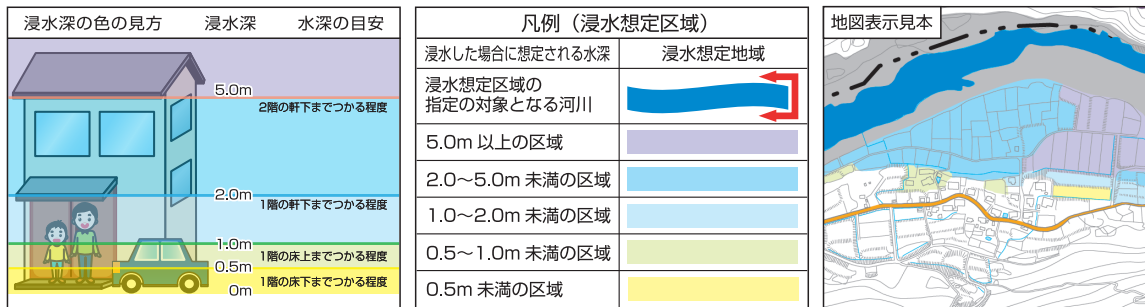 浸水深の色の見方 浸水深 水深の目安
5.0m
2階の軒下までつかる程度
2.0m
1階の軒下までつかる程度
1.0m
1階の床上までつかる程度
0.5m
1階の床下までつかる程度
0m
凡例（浸水想定区域）
浸水した場合に想定される水深 浸水想定地域
浸水想定区域の
指定の対象となる河川
5.0m 以上の区域
2.0～5.0m 未満の区域
1.0～2.0m 未満の区域
0.5～1.0m 未満の区域
0.5m 未満の区域
地図表示見本